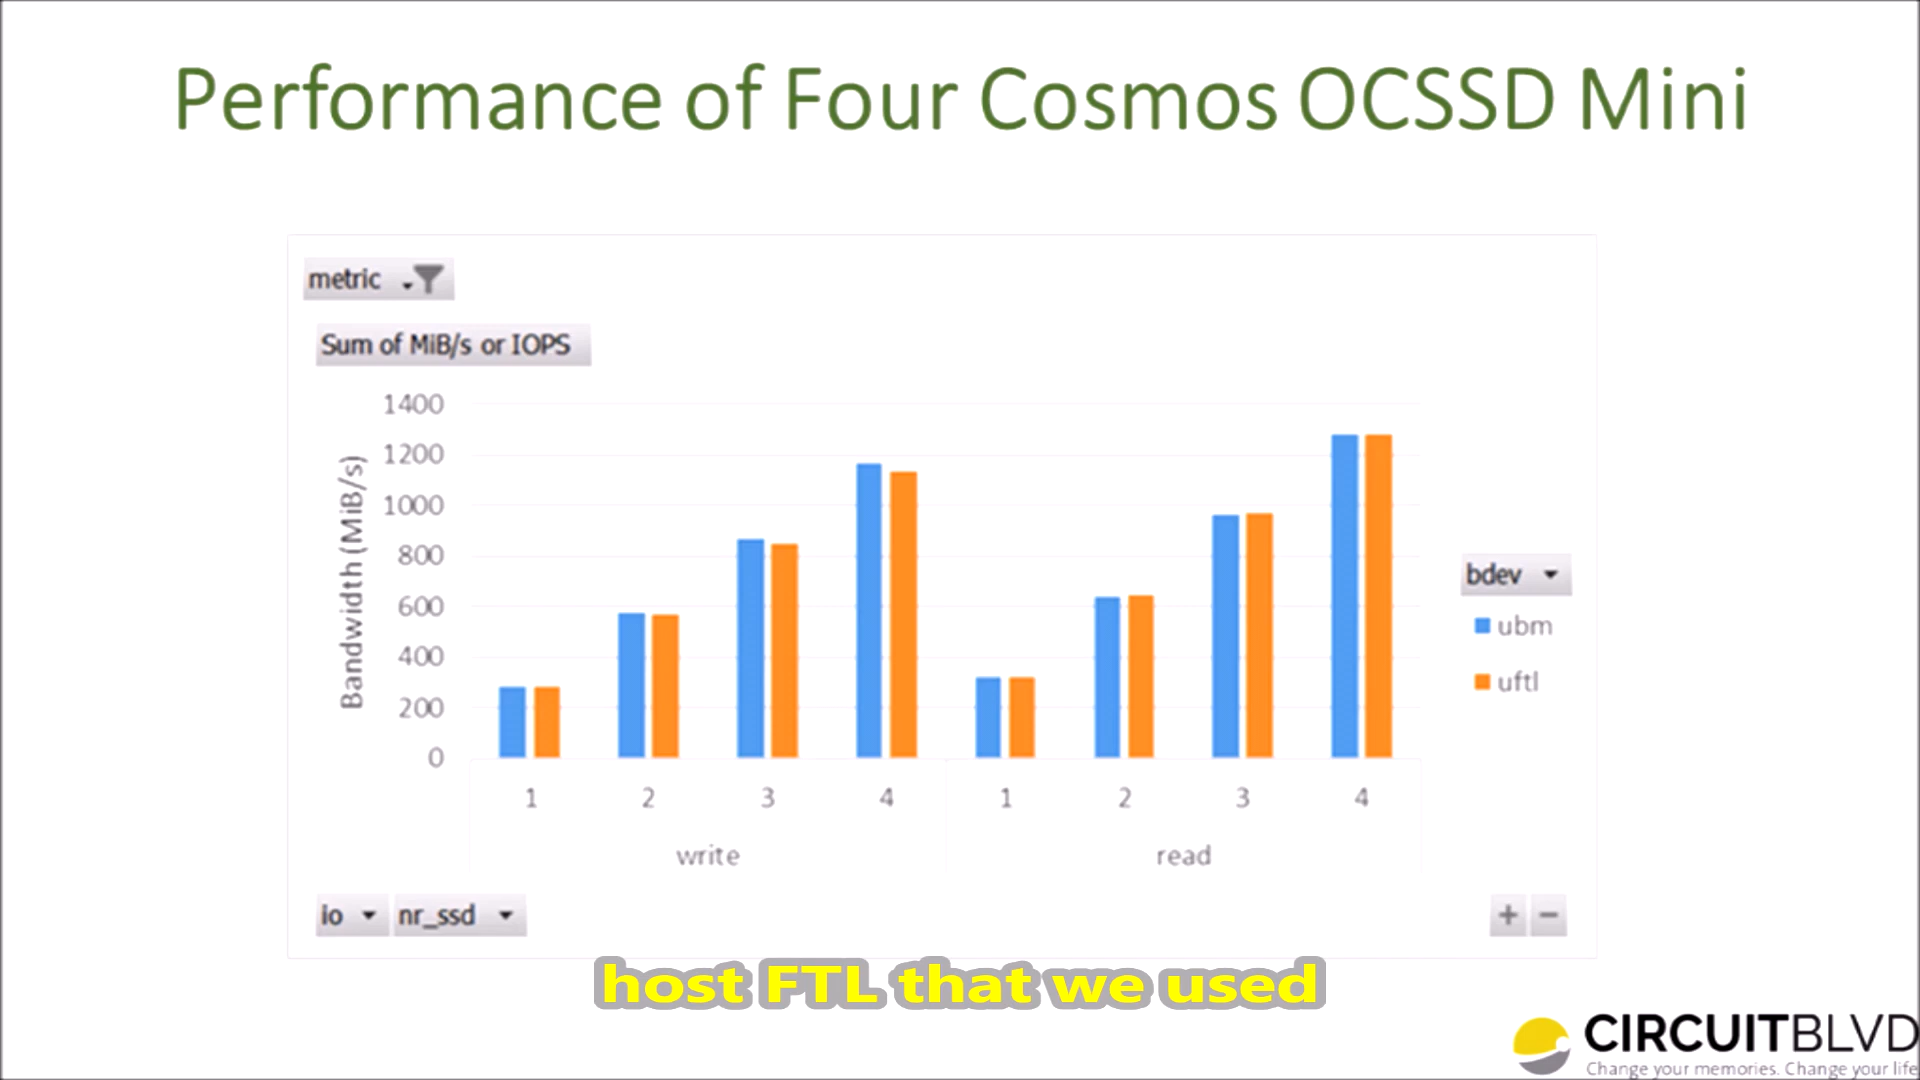 Performance of Four Cosmos OCSSD Mini
metric
Sum of MiB/s or IOPS
Bandwidth (MiB/s)
1400
1200
1000
800
600
400
200
0
1 2 3 4 1 2 3 4
write read
bdev
ubm
uftl
io nr_ssd
+ −
host FTL that we used
CIRCUITBLVD
Change your memories. Change your life